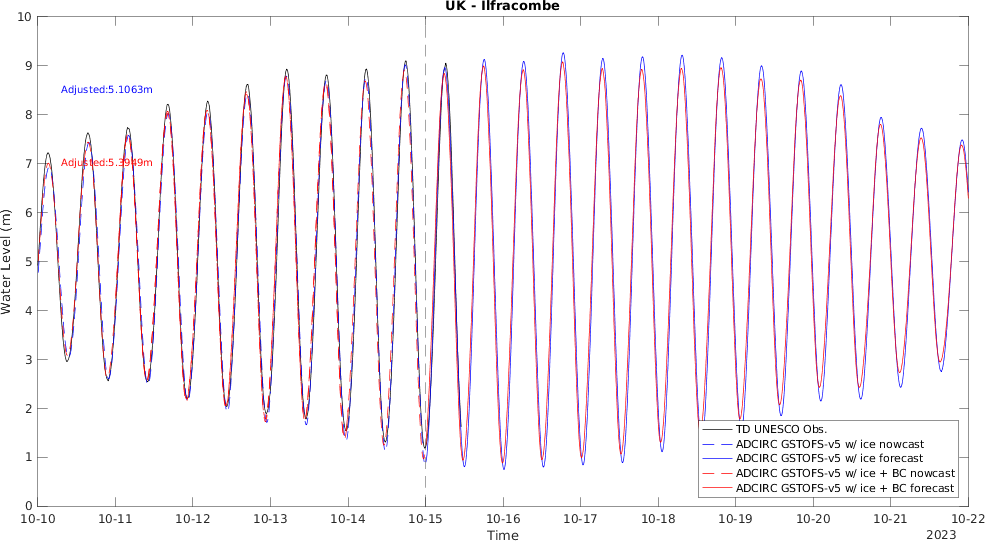 UK - Ilfracombe
10
9
8
7
6
5
4
3
2
1
0
Water Level (m)
Adjusted:5.1063m
Adjusted:5.3949m
TD UNESCO Obs.
ADCIRC GSTOFS-v5 w/ ice nowcast
ADCIRC GSTOFS-v5 w/ ice forecast
ADCIRC GSTOFS-v5 w/ ice + BC nowcast
ADCIRC GSTOFS-v5 w/ ice + BC forecast
10-10 10-11 10-12 10-13 10-14 10-15 10-16 10-17 10-18 10-19 10-20 10-21 10-22
Time
2023